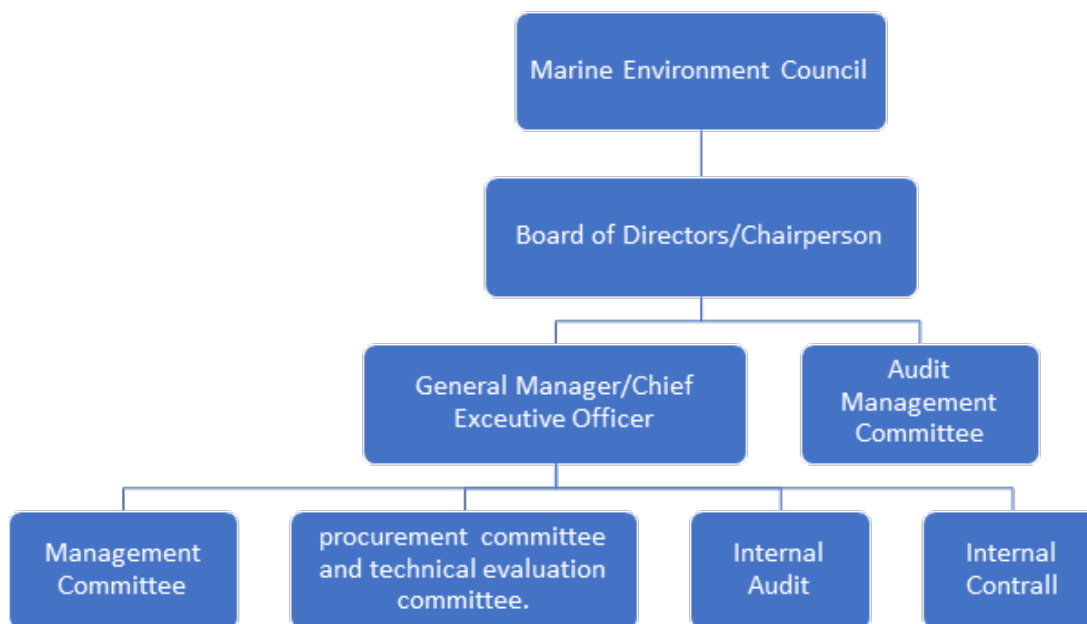 Marine Environment Council
Board of Directors/Chairperson
General Manager/Chief
Exceutive Officer
Audit
Management
Committee
Management
Committee
procurement committee
and technical evaluation
committee.
Internal
Audit
Internal
Contrall